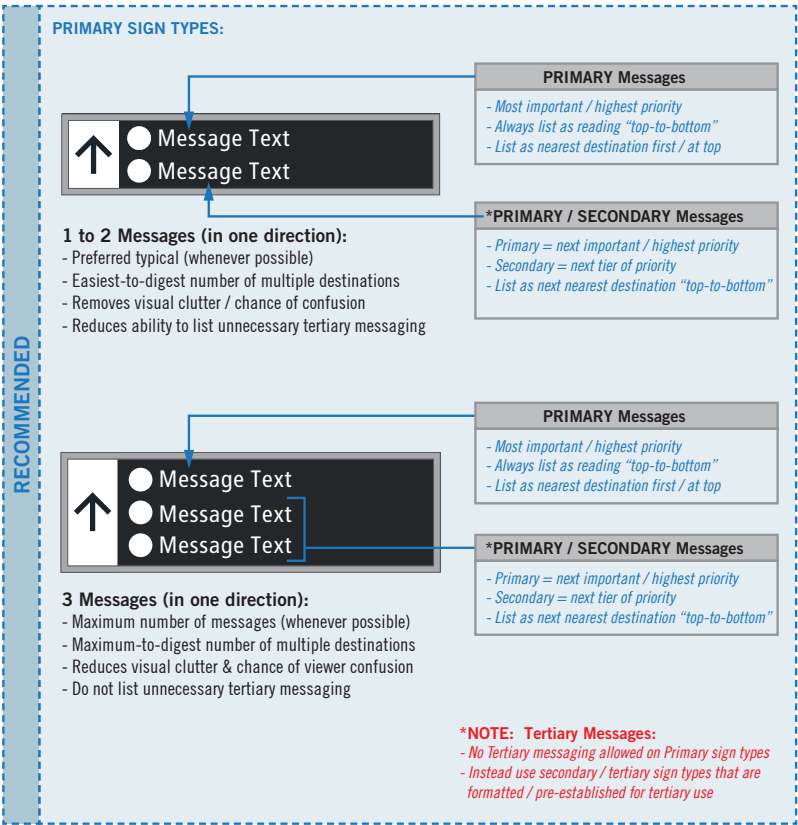 PRIMARY SIGN TYPES:
RECOMMENDED
PRIMARY Messages
- Most important / highest priority
- Always list as reading “top-to-bottom”
- List as nearest destination first / at top
Message Text
Message Text
*PRIMARY / SECONDARY Messages
- Primary = next important / highest priority
- Secondary = next tier of priority
- List as next nearest destination “top-to-bottom”
1 to 2 Messages (in one direction):
- Preferred typical (whenever possible)
- Easiest-to-digest number of multiple destinations
- Removes visual clutter / chance of confusion
- Reduces ability to list unnecessary tertiary messaging
PRIMARY Messages
- Most important / highest priority
- Always list as reading “top-to-bottom”
- List as nearest destination first / at top
Message Text
Message Text
Message Text
*PRIMARY / SECONDARY Messages
- Primary = next important / highest priority
- Secondary = next tier of priority
- List as next nearest destination “top-to-bottom”
3 Messages (in one direction):
- Maximum number of messages (whenever possible)
- Maximum-to-digest number of multiple destinations
- Reduces visual clutter & chance of viewer confusion
- Do not list unnecessary tertiary messaging
*NOTE: Tertiary Messages:
- No Tertiary messaging allowed on Primary sign types
- Instead use secondary / tertiary sign types that are
formatted / pre-established for tertiary use